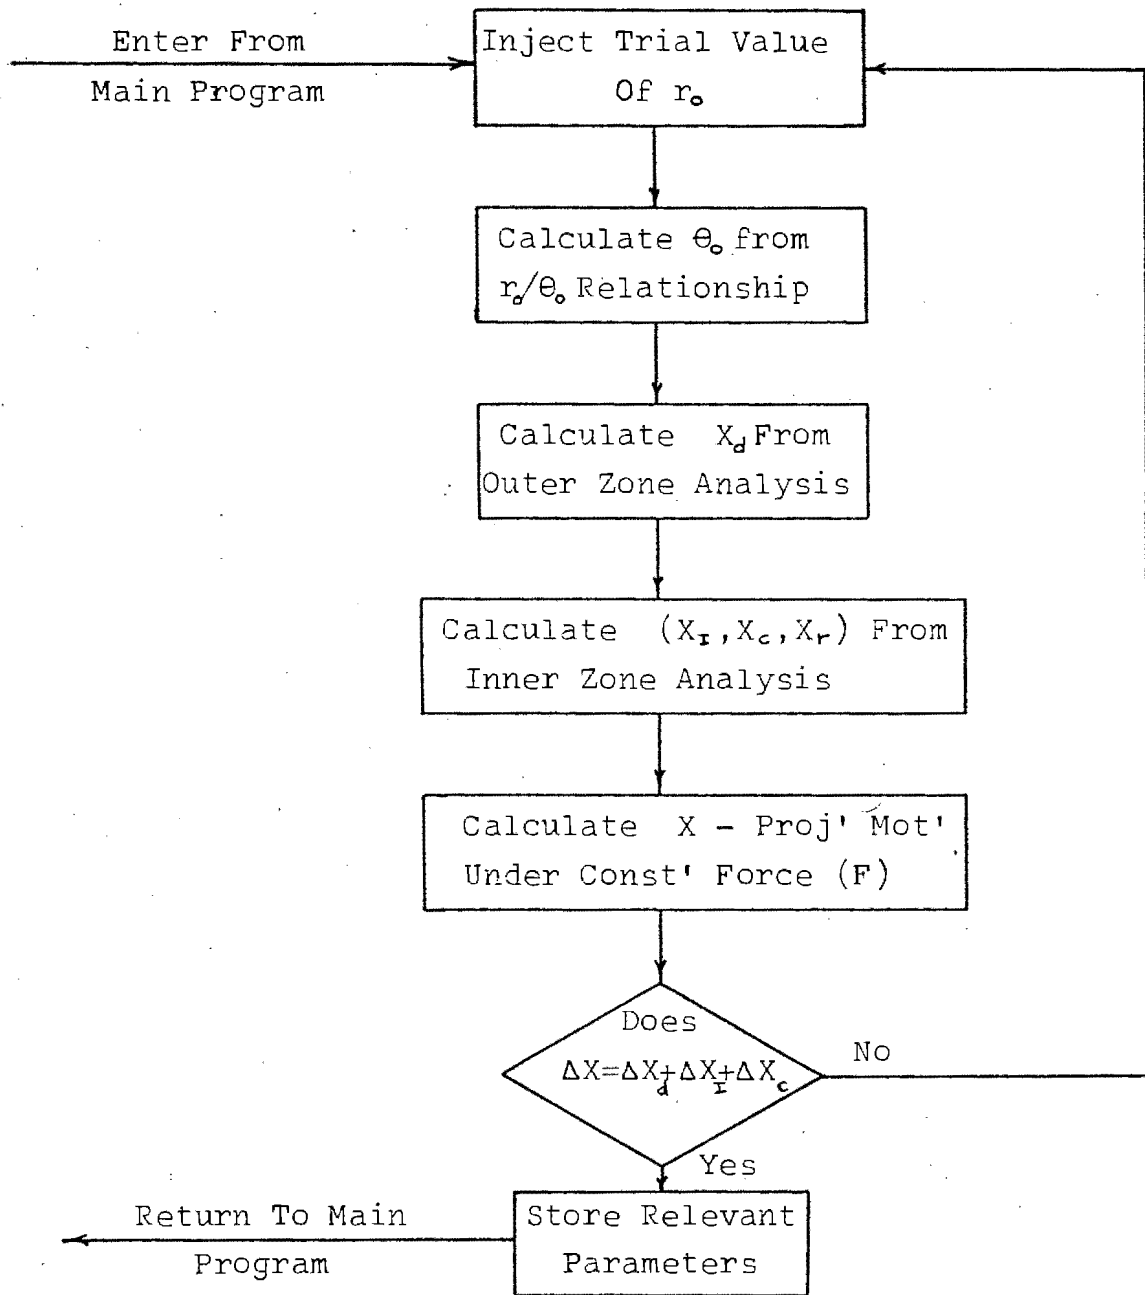 Enter From
Main Program
Inject Trial Value
Of r₀
Calculate θ₀ from
r₀/θ₀ Relationship
Calculate X_d From
Outer Zone Analysis
Calculate (X_I, X_c, X_r) From
Inner Zone Analysis
Calculate X - Proj' Mot'
Under Const' Force (F)
Does
ΔX=ΔX_d+ΔX_I+ΔX_c
No
Yes
Store Relevant
Parameters
Return To Main
Program